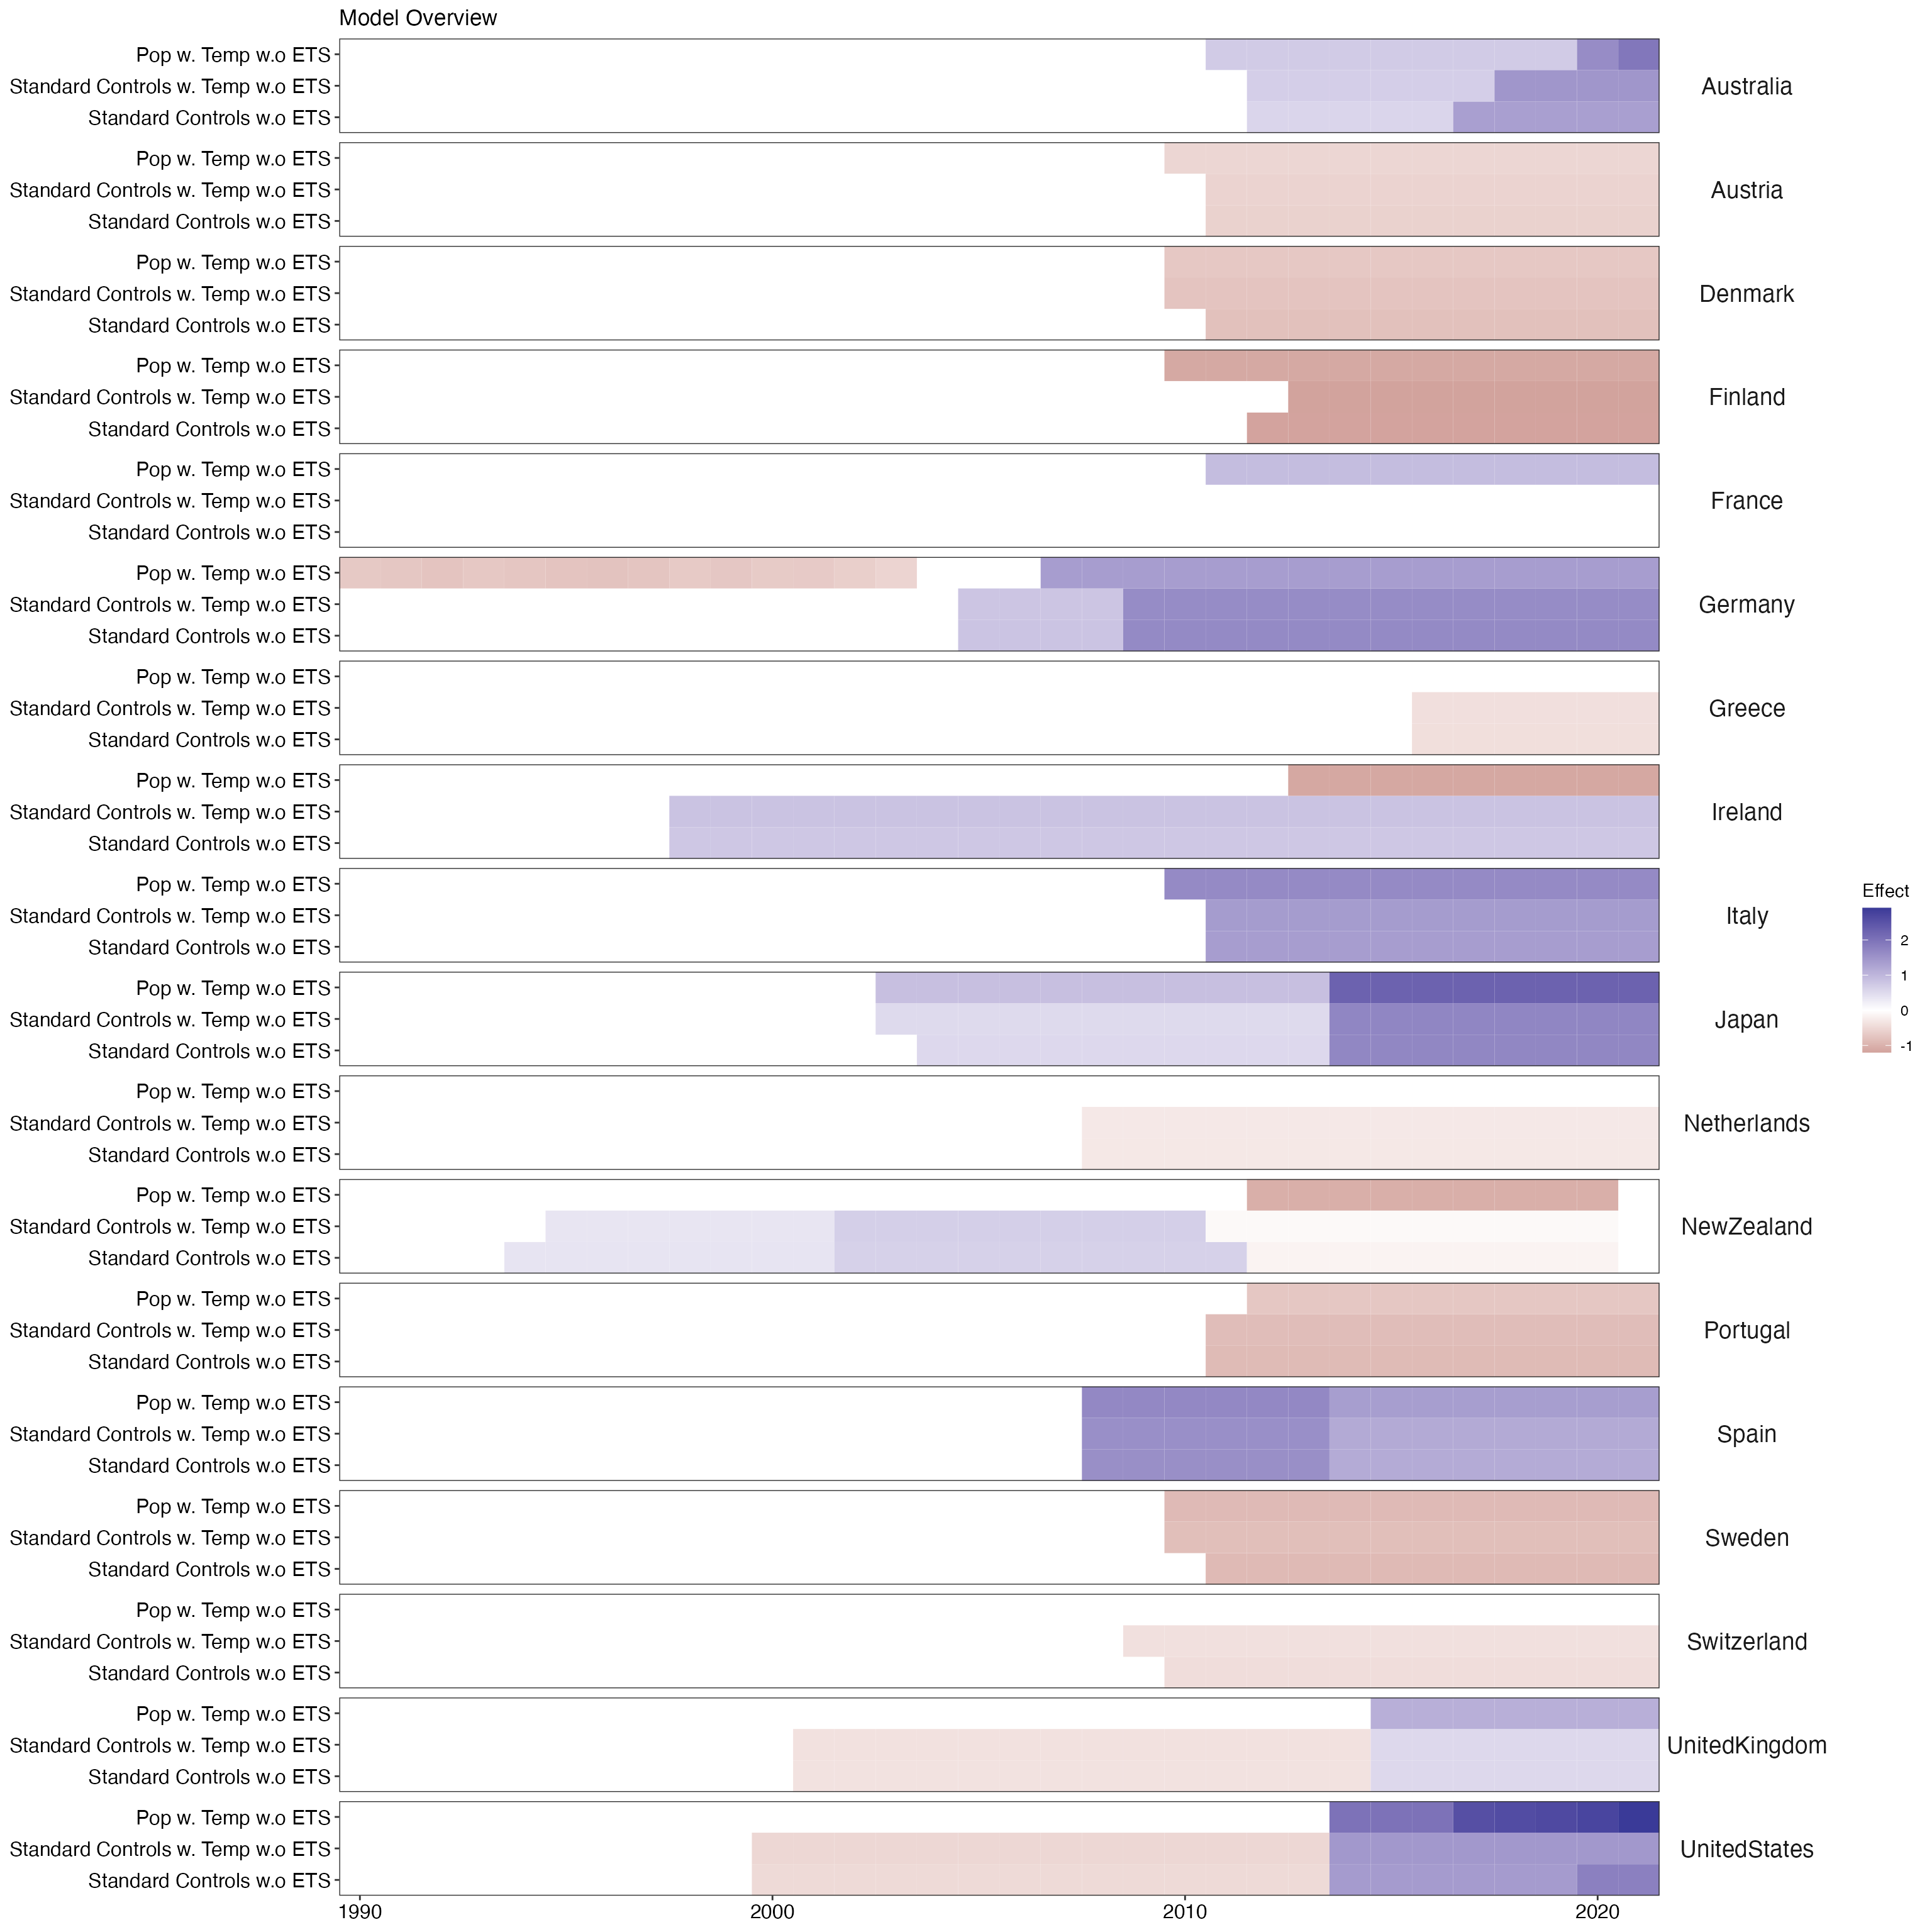 Model Overview
Pop w. Temp w.o ETS
Standard Controls w. Temp w.o ETS
Standard Controls w.o ETS
Australia
Pop w. Temp w.o ETS
Standard Controls w. Temp w.o ETS
Standard Controls w.o ETS
Austria
Pop w. Temp w.o ETS
Standard Controls w. Temp w.o ETS
Standard Controls w.o ETS
Denmark
Pop w. Temp w.o ETS
Standard Controls w. Temp w.o ETS
Standard Controls w.o ETS
Finland
Pop w. Temp w.o ETS
Standard Controls w. Temp w.o ETS
Standard Controls w.o ETS
France
Pop w. Temp w.o ETS
Standard Controls w. Temp w.o ETS
Standard Controls w.o ETS
Germany
Pop w. Temp w.o ETS
Standard Controls w. Temp w.o ETS
Standard Controls w.o ETS
Greece
Pop w. Temp w.o ETS
Standard Controls w. Temp w.o ETS
Standard Controls w.o ETS
Ireland
Pop w. Temp w.o ETS
Standard Controls w. Temp w.o ETS
Standard Controls w.o ETS
Italy
Pop w. Temp w.o ETS
Standard Controls w. Temp w.o ETS
Standard Controls w.o ETS
Japan
Pop w. Temp w.o ETS
Standard Controls w. Temp w.o ETS
Standard Controls w.o ETS
Netherlands
Pop w. Temp w.o ETS
Standard Controls w. Temp w.o ETS
Standard Controls w.o ETS
NewZealand
Pop w. Temp w.o ETS
Standard Controls w. Temp w.o ETS
Standard Controls w.o ETS
Portugal
Pop w. Temp w.o ETS
Standard Controls w. Temp w.o ETS
Standard Controls w.o ETS
Spain
Pop w. Temp w.o ETS
Standard Controls w. Temp w.o ETS
Standard Controls w.o ETS
Sweden
Pop w. Temp w.o ETS
Standard Controls w. Temp w.o ETS
Standard Controls w.o ETS
Switzerland
Pop w. Temp w.o ETS
Standard Controls w. Temp w.o ETS
Standard Controls w.o ETS
UnitedKingdom
Pop w. Temp w.o ETS
Standard Controls w. Temp w.o ETS
Standard Controls w.o ETS
UnitedStates
1990 2000 2010 2020
Effect
2
1
0
-1